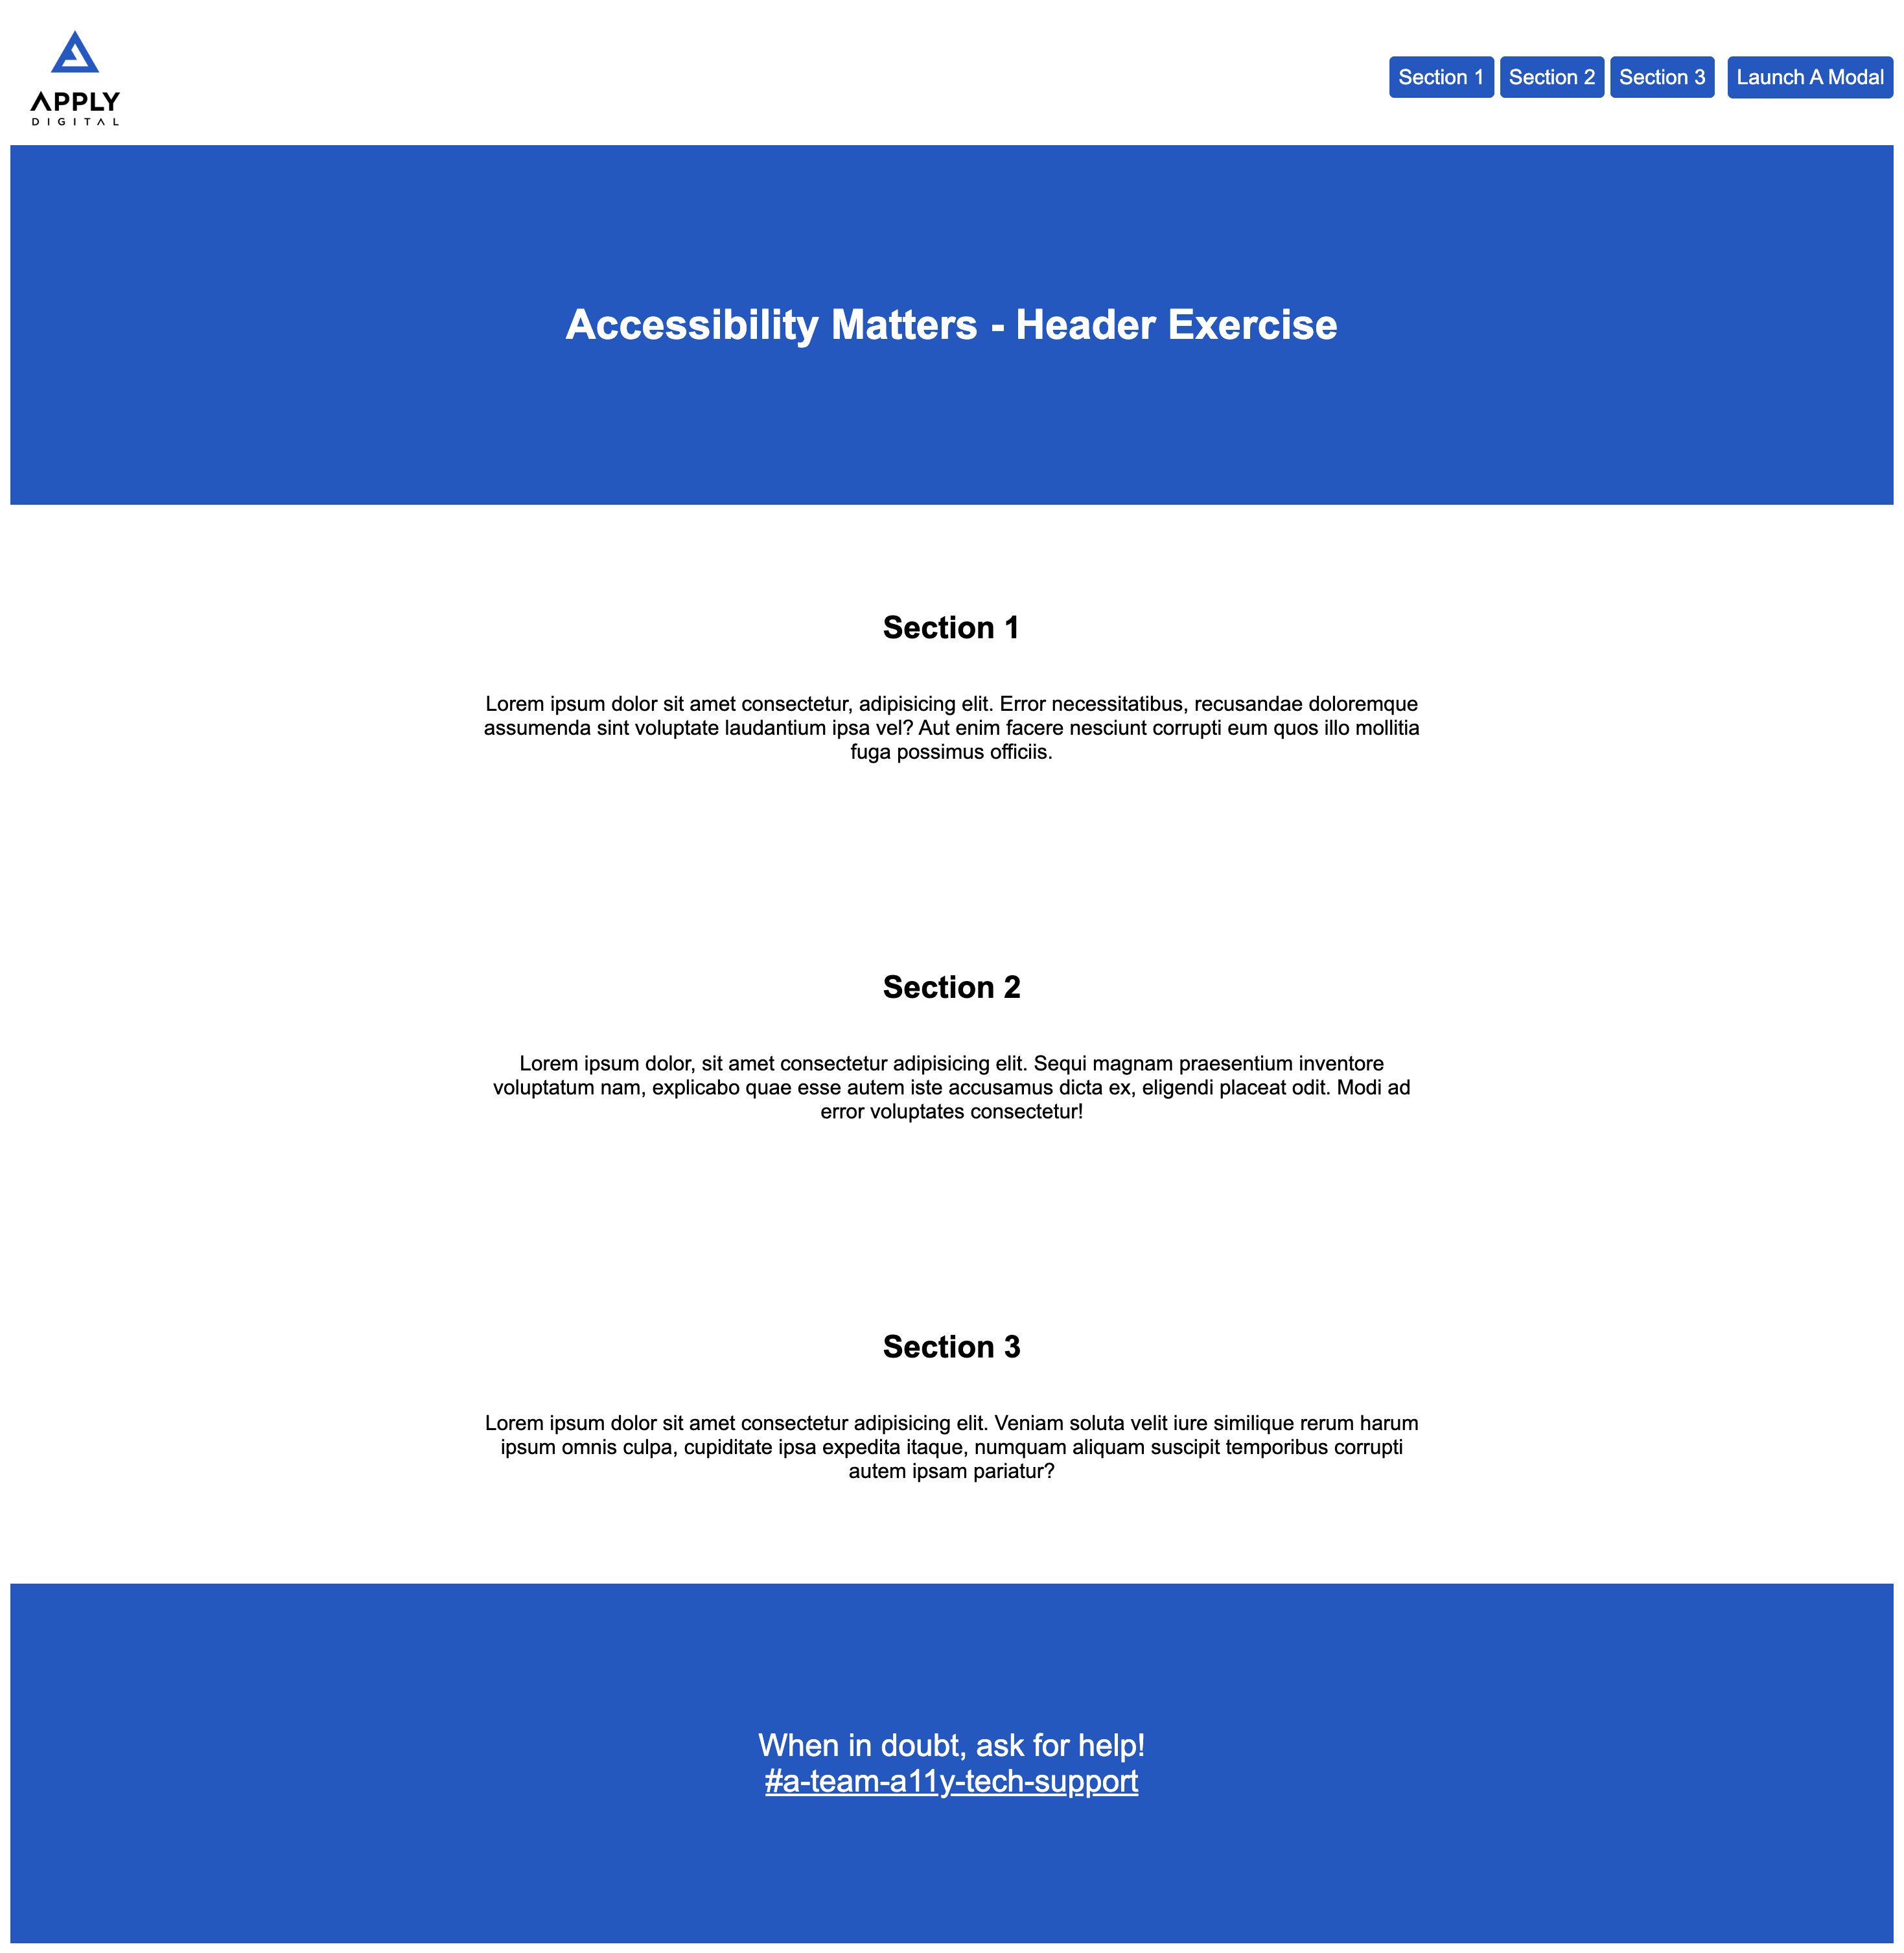 APPLY
DIGITAL
Section 1 Section 2 Section 3 Launch A Modal
Accessibility Matters - Header Exercise
Section 1
Lorem ipsum dolor sit amet consectetur, adipisicing elit. Error necessitatibus, recusandae doloremque
assumenda sint voluptate laudantium ipsa vel? Aut enim facere nesciunt corrupti eum quos illo mollitia
fuga possimus officiis.
Section 2
Lorem ipsum dolor, sit amet consectetur adipisicing elit. Sequi magnam praesentium inventore
voluptatum nam, explicabo quae esse autem iste accusamus dicta ex, eligendi placeat odit. Modi ad
error voluptates consectetur!
Section 3
Lorem ipsum dolor sit amet consectetur adipisicing elit. Veniam soluta velit iure similique rerum harum
ipsum omnis culpa, cupiditate ipsa expedita itaque, numquam aliquam suscipit temporibus corrupti
autem ipsam pariatur?
When in doubt, ask for help!
#a-team-a11y-tech-support